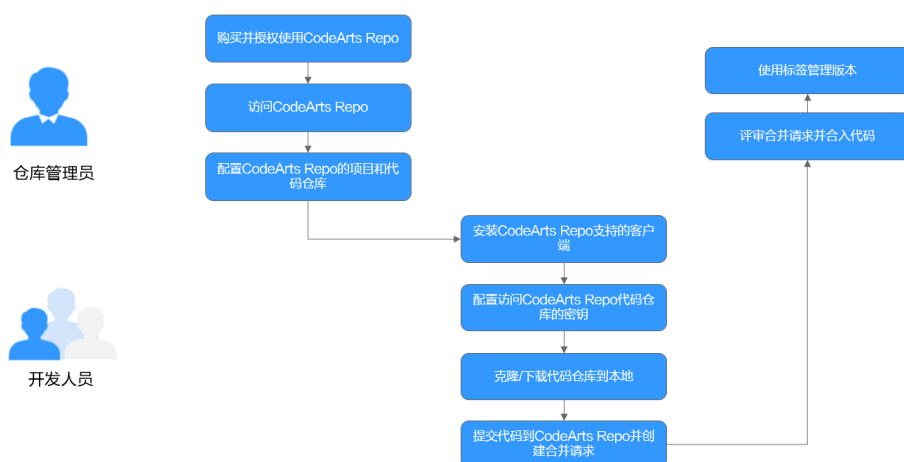 购买并授权使用CodeArts Repo
访问CodeArts Repo
配置CodeArts Repo的项目和代
码仓库
仓库管理员
使用标签管理版本
评审合并请求并合入代码
安装CodeArts Repo支持的客户
端
配置访问CodeArts Repo代码仓
库的密钥
克隆/下载代码仓库到本地
提交代码到CodeArts Repo并创
建合并请求
开发人员